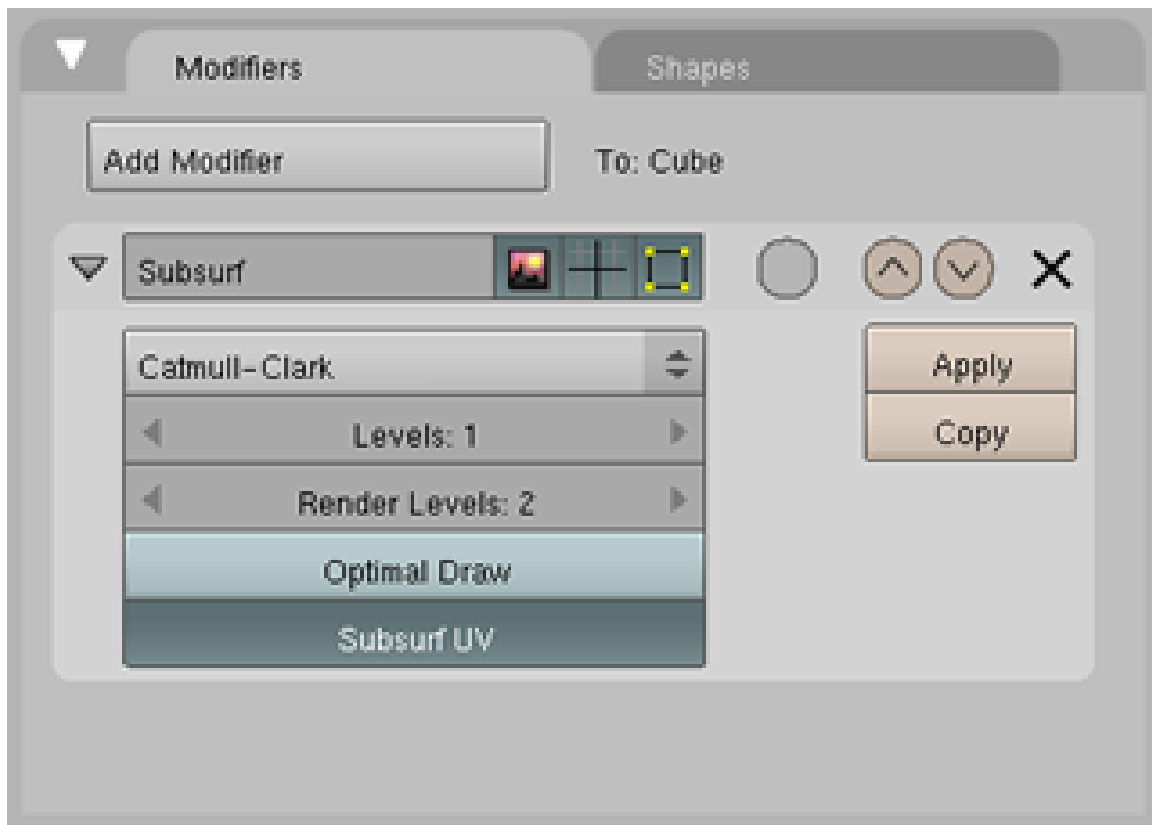 Modifiers Shapes
Add Modifier To: Cube
Subsurf
Catmull-Clark Apply
Levels: 1 Copy
Render Levels: 2
Optimal Draw
Subsurf UV